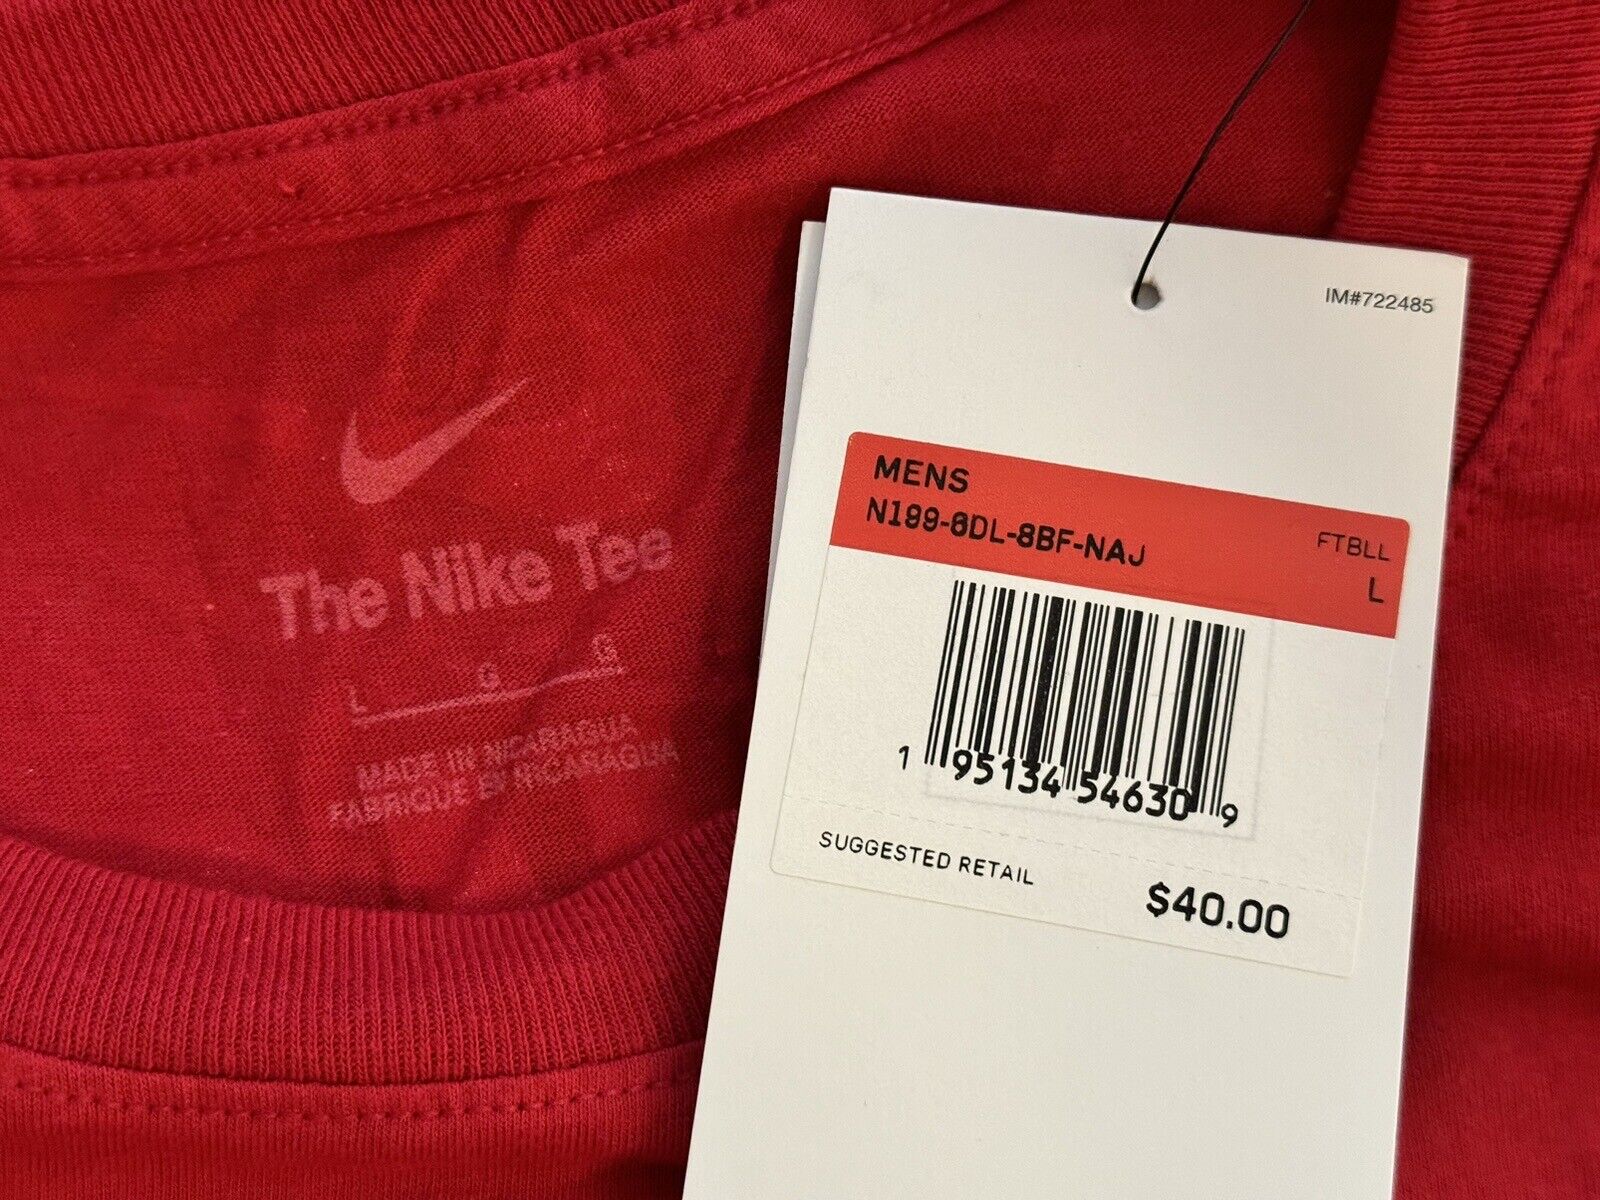 The Nike Tee
L G G
MADE IN NICARAGUA
FABRIQUE EN NICARAGUA
IM#722485
MENS
N199-6DL-8BF-NAJ
FTBLL
L
1 95134 54630 9
SUGGESTED RETAIL
$40.00